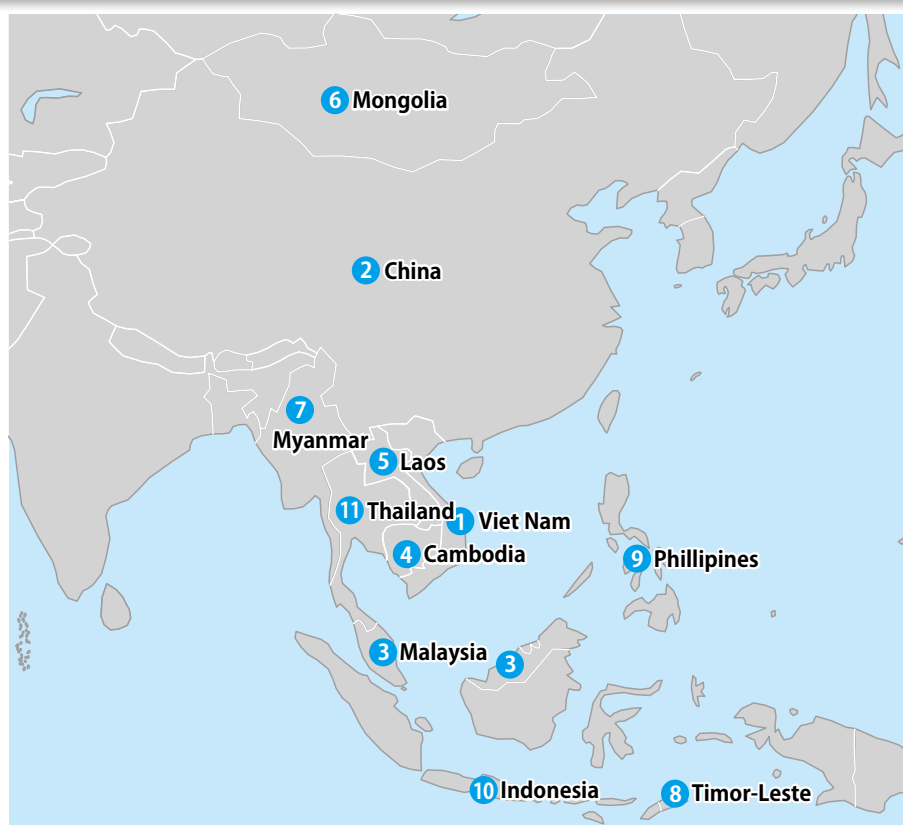 6 Mongolia
2 China
7
Myanmar
5 Laos
11 Thailand
1 Viet Nam
4 Cambodia
9 Phillipines
3 Malaysia
3
10 Indonesia
8 Timor-Leste